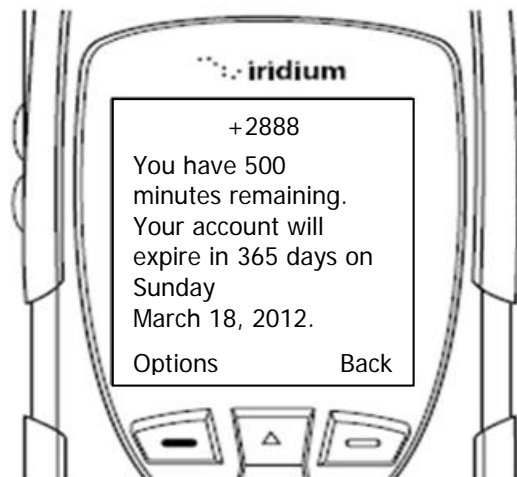 iridium
+2888
You have 500
minutes remaining.
Your account will
expire in 365 days on
Sunday
March 18, 2012.
Options Back